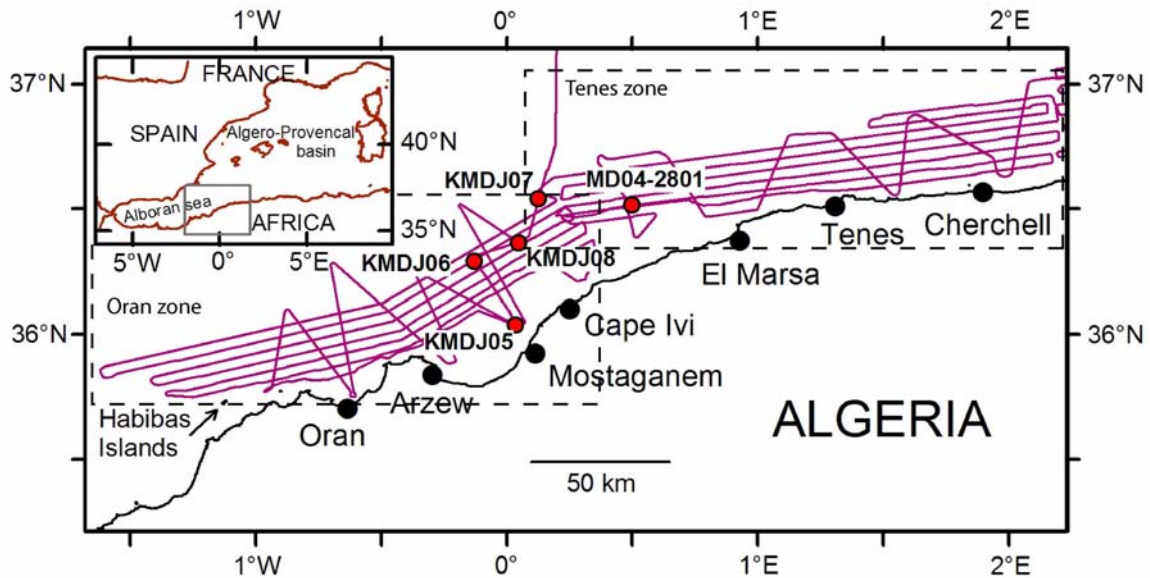 1°W
0°
1°E
2°E
37°N
37°N
FRANCE
SPAIN
Algero-Provencal
basin
40°N
Alboran sea
AFRICA
35°N
5°W
0°
5°E
Tenes zone
KMDJ07
MD04-2801
KMDJ06
KMDJ08
Tenes
Cherchell
El Marsa
Oran zone
36°N
36°N
KMDJ05
Cape Ivi
Mostaganem
Arzew
Habibas
Islands
Oran
ALGERIA
50 km
1°W
0°
1°E
2°E